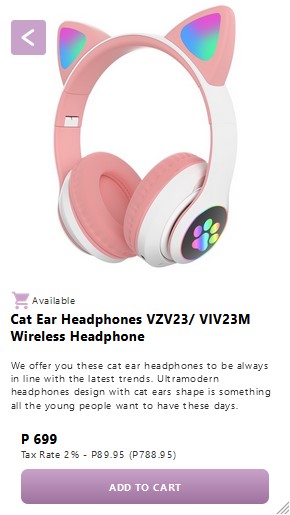 Available
Cat Ear Headphones VZV23/ VIV23M
Wireless Headphone
We offer you these cat ear headphones to be always
in line with the latest trends. Ultramodern
headphones design with cat ears shape is something
all the young people want to have these days.
P 699
Tax Rate 2% - P89.95 (P788.95)
ADD TO CART